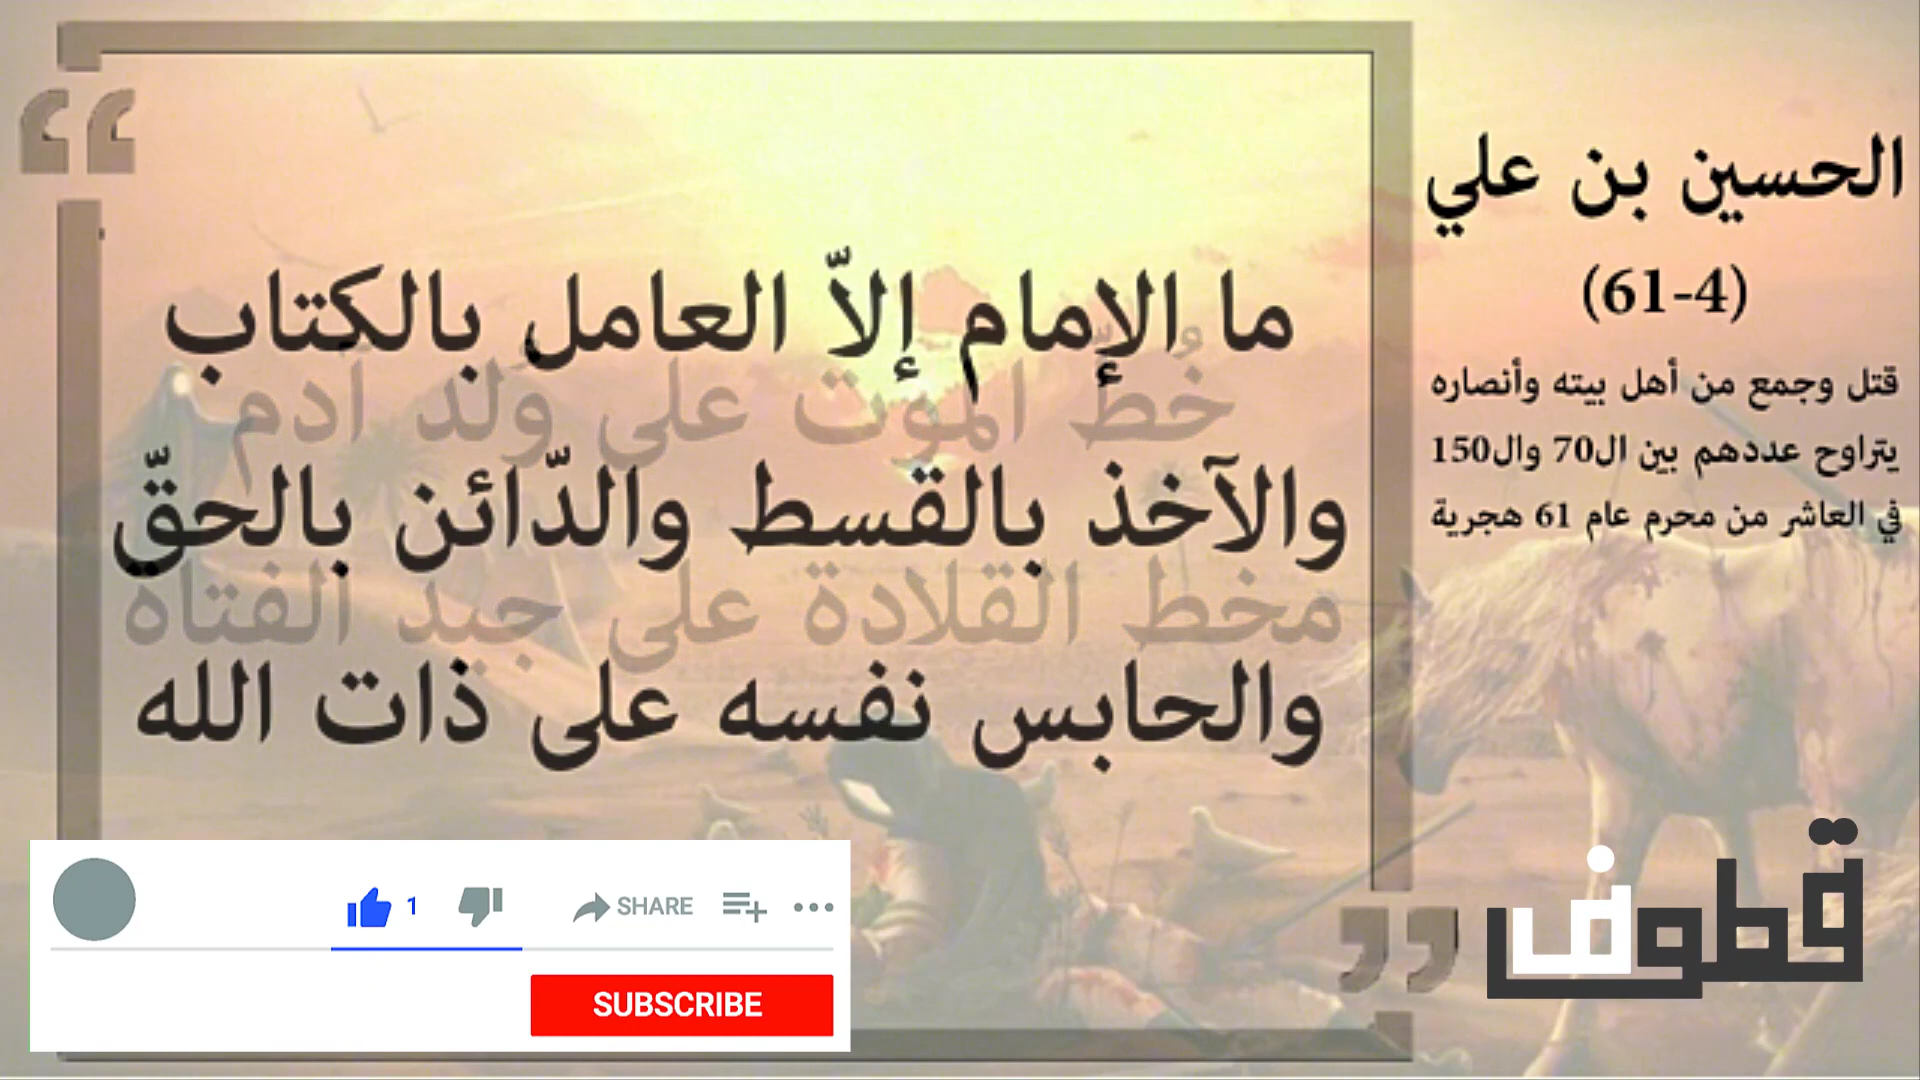 الحسين بن علي
(4-61)
قتل وجمع من أهل بيته وأنصاره
يتراوح عددهم بين ال70 وال150
في العاشر من محرم عام 61 هجرية
ما الإمام إلاّ العامل بالكتاب
خُطَّ الموت على وُلد آدم
والآخذ بالقسط والدّائن بالحقّ
مخط القلادة على جيد الفتاة
والحابس نفسه على ذات الله
1 SHARE
SUBSCRIBE
قطوف